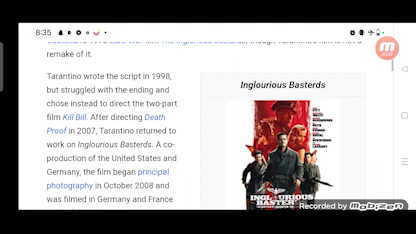 8:35
remake of it.
Tarantino wrote the script in 1998,
but struggled with the ending and
chose instead to direct the two-part
film Kill Bill. After directing Death
Proof in 2007, Tarantino returned to
work on Inglourious Basterds. A co-
production of the United States and
Germany, the film began principal
photography in October 2008 and
was filmed in Germany and France
Inglourious Basterds
INGLOURIOUS
BASTERDS
Recorded by MOBIZEN